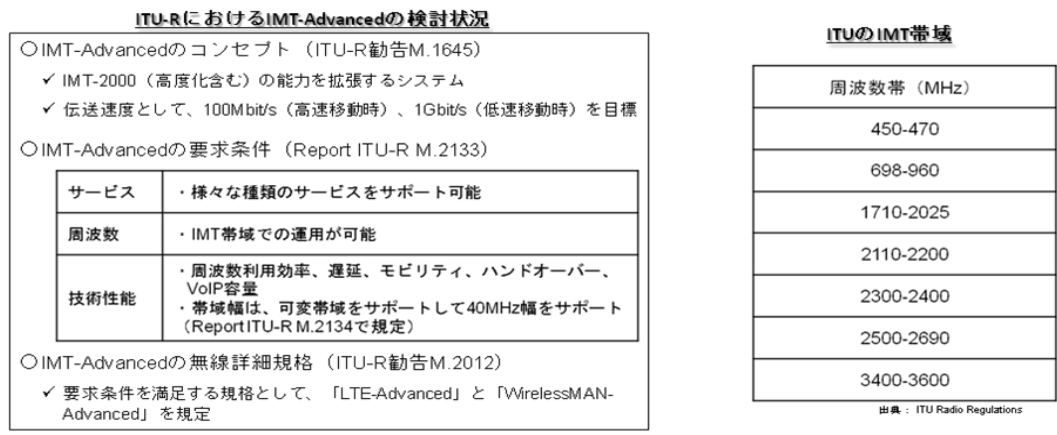 ITU-RにおけるIMT-Advancedの検討状況
○IMT-Advancedのコンセプト（ITU-R勧告M.1645）
✓ IMT-2000（高度化含む）の能力を拡張するシステム
✓ 伝送速度として、100Mbit/s（高速移動時）、1Gbit/s（低速移動時）を目標
○IMT-Advancedの要求条件（Report ITU-R M.2133）
サービス ・様々な種類のサービスをサポート可能
周波数 ・IMT帯域での運用が可能
技術性能 ・周波数利用効率、遅延、モビリティ、ハンドオーバー、
VoIP容量
・帯域幅は、可変帯域をサポートして40MHz幅をサポート
（Report ITU-R M.2134で規定）
○IMT-Advancedの無線詳細規格（ITU-R勧告M.2012）
✓ 要求条件を満足する規格として、「LTE-Advanced」と「WirelessMAN-
Advanced」を規定
ITUのIMT帯域
周波数帯（MHz）
450-470
698-960
1710-2025
2110-2200
2300-2400
2500-2690
3400-3600
出典： ITU Radio Regulations